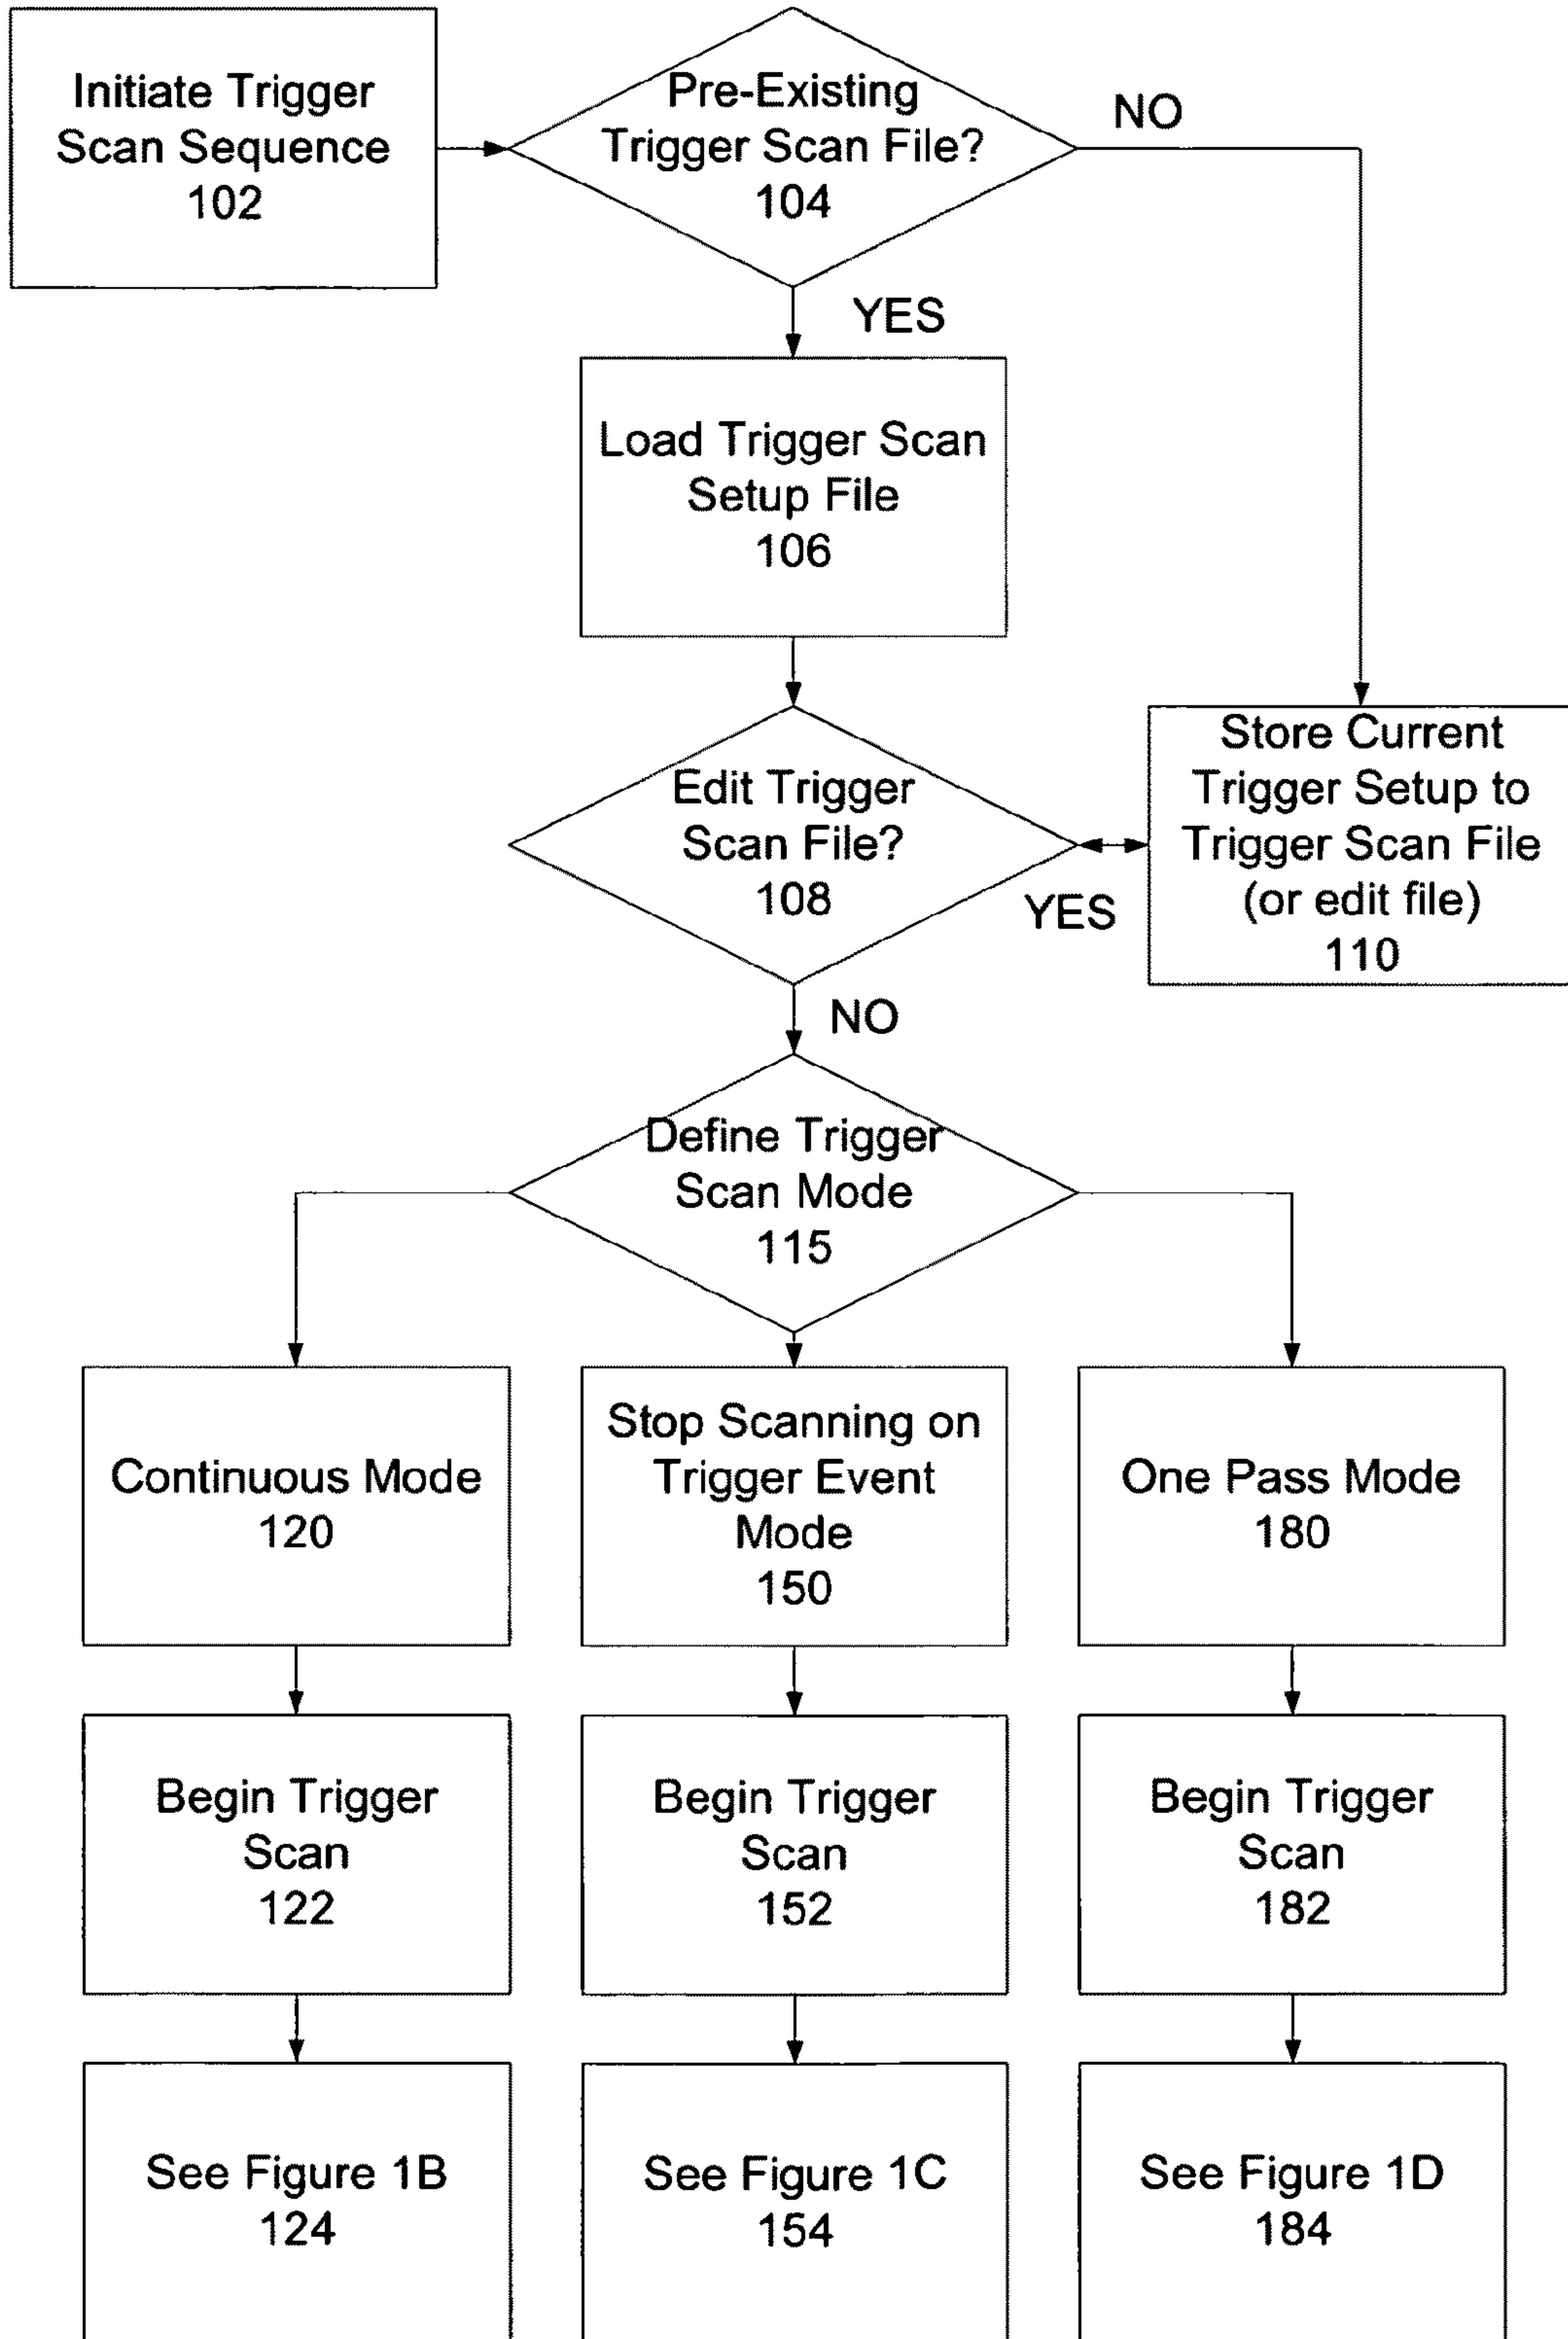 Initiate Trigger
Scan Sequence
102
Pre-Existing
Trigger Scan File?
104
NO
YES
Load Trigger Scan
Setup File
106
Edit Trigger
Scan File?
108
YES
Store Current
Trigger Setup to
Trigger Scan File
(or edit file)
110
NO
Define Trigger
Scan Mode
115
Continuous Mode
120
Stop Scanning on
Trigger Event
Mode
150
One Pass Mode
180
Begin Trigger
Scan
122
Begin Trigger
Scan
152
Begin Trigger
Scan
182
See Figure 1B
124
See Figure 1C
154
See Figure 1D
184